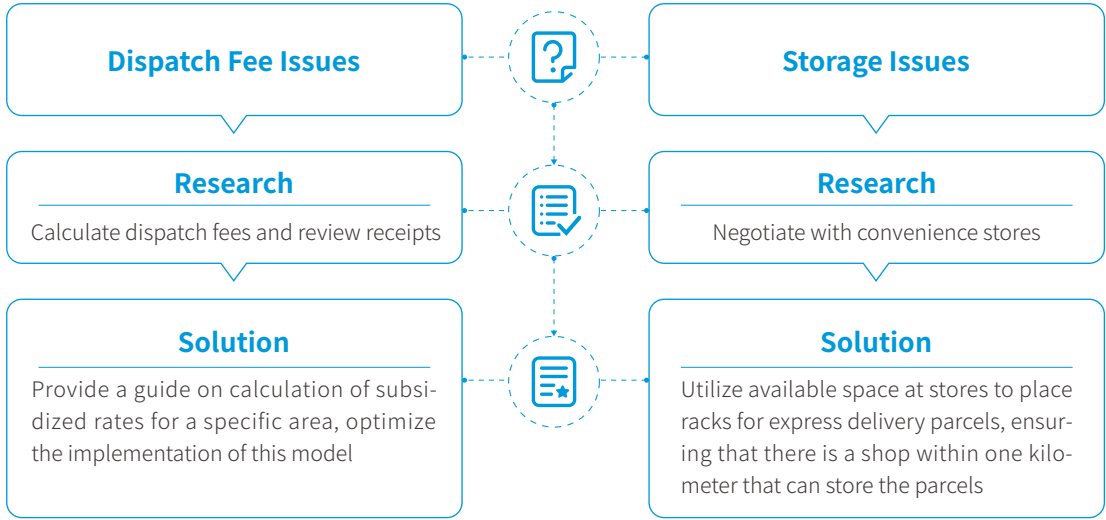 Dispatch Fee Issues
Storage Issues
Research
Calculate dispatch fees and review receipts
Research
Negotiate with convenience stores
Solution
Provide a guide on calculation of subsi-
dized rates for a specific area, optimize
the implementation of this model
Solution
Utilize available space at stores to place
racks for express delivery parcels, ensur-
ing that there is a shop within one kilo-
meter that can store the parcels